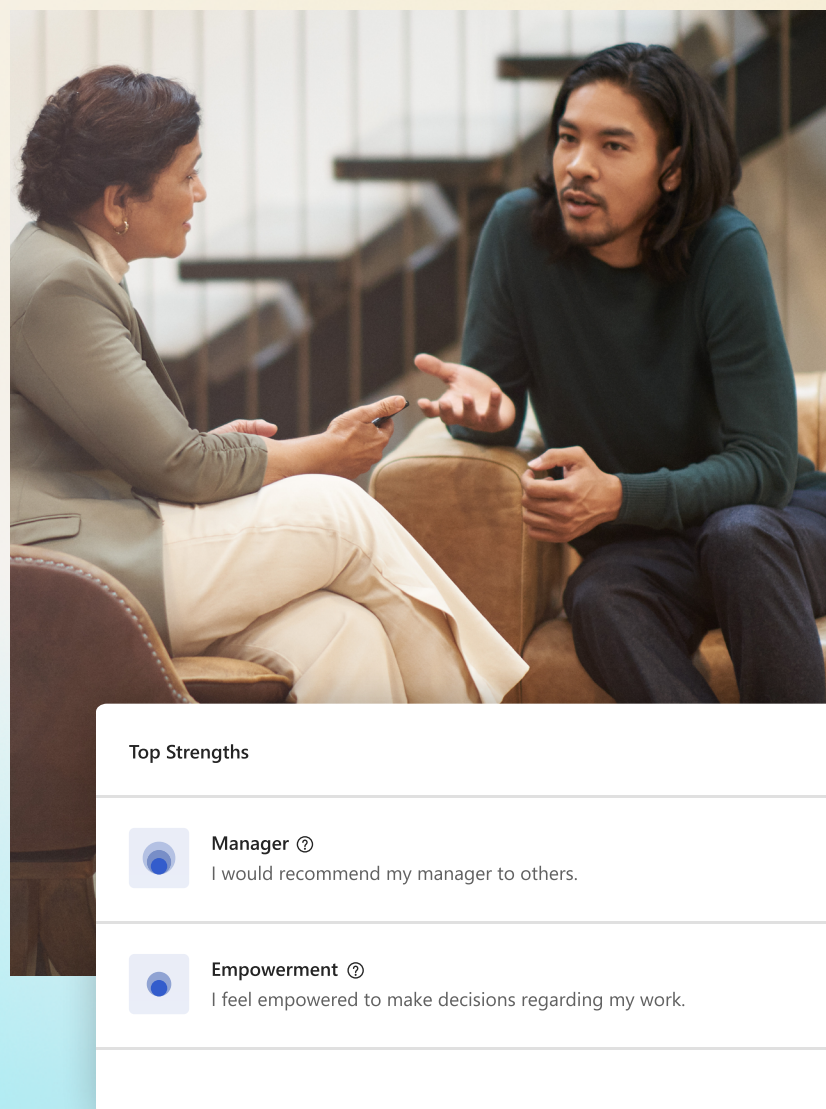 Top Strengths
Manager
I would recommend my manager to others.
Empowerment
I feel empowered to make decisions regarding my work.